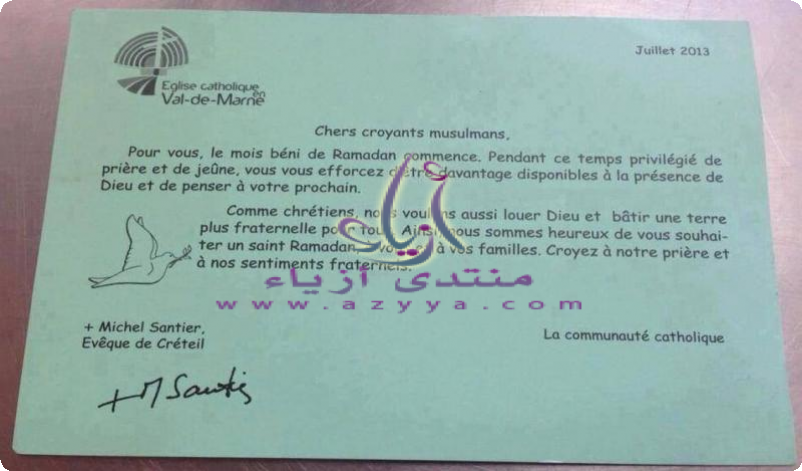 Juillet 2013
Eglise catholique
en
Val-de-Marne
Chers croyants musulmans,
Pour vous, le mois béni de Ramadan commence. Pendant ce temps privilégié de
prière et de jeûne, vous vous efforcez d'être davantage disponibles à la présence de
Dieu et de penser à votre prochain.
Comme chrétiens, nous voulons aussi louer Dieu et bâtir une terre
plus fraternelle pour tous. Ainsi nous sommes heureux de vous souhai-
ter un saint Ramadan à vous et à vos familles. Croyez à notre prière et
à nos sentiments fraternels.
أزياء
منتدى أزياء
www.azyya.com
+ Michel Santier,
Evêque de Créteil
La communauté catholique
+M Santier